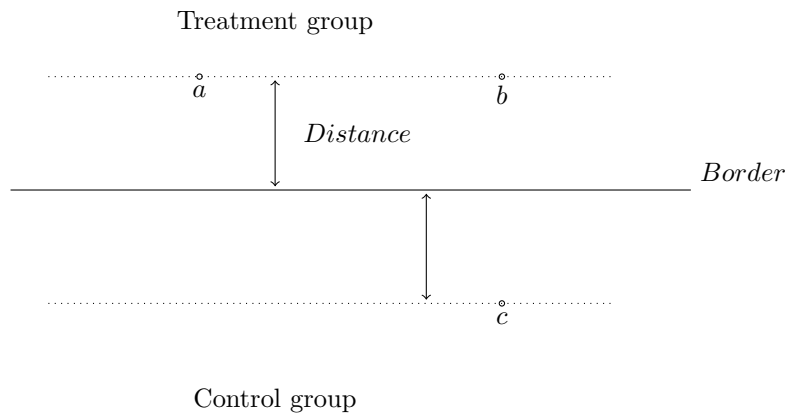 Treatment group
a
b
Distance
Border
c
Control group